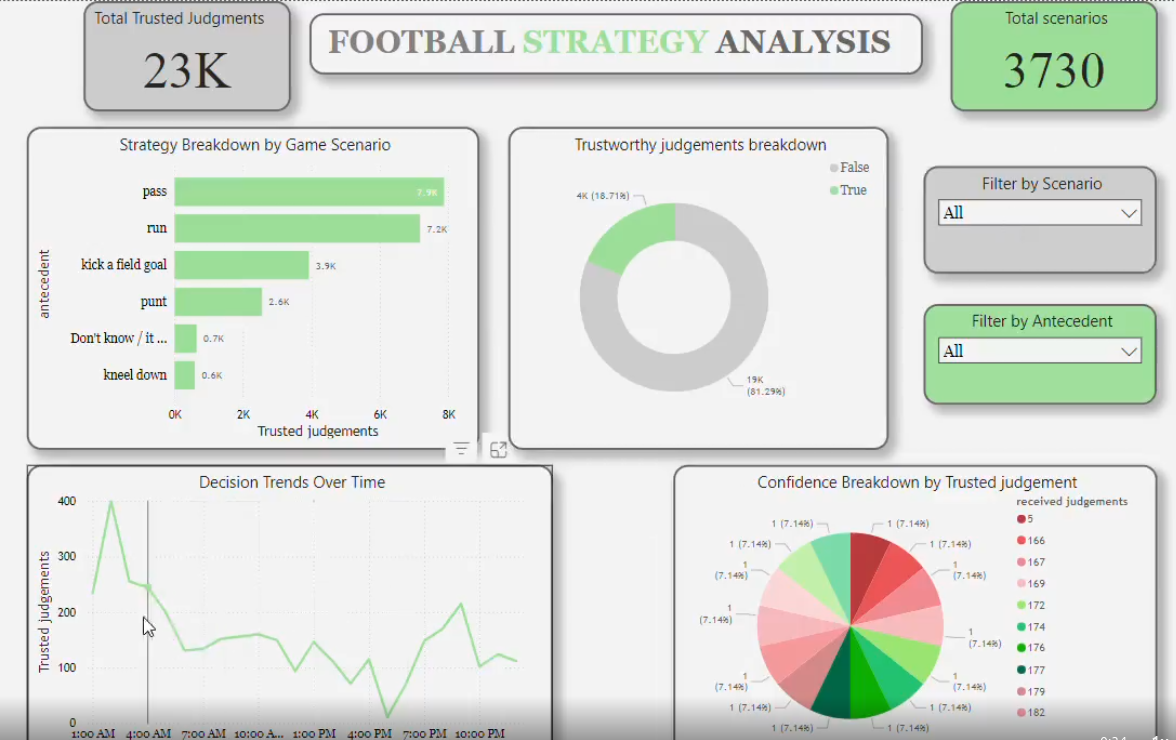 Total Trusted Judgments
23K
FOOTBALL STRATEGY ANALYSIS
Total scenarios
3730
Strategy Breakdown by Game Scenario
antecedent
pass
7.9K
run
7.2K
kick a field goal
3.9K
punt
2.6K
Don't know / it ...
0.7K
kneel down
0.6K
0K 2K 4K 6K 8K
Trusted judgements
Trustworthy judgements breakdown
False
True
4K (18.71%)
19K
(81.29%)
Filter by Scenario
All
Filter by Antecedent
All
Decision Trends Over Time
Trusted judgements
400
300
200
100
0
1:00 AM 4:00 AM 7:00 AM 10:00 A... 1:00 PM 4:00 PM 7:00 PM 10:00 PM
Confidence Breakdown by Trusted judgement
received judgements
5
166
167
169
172
174
176
177
179
182
1 (7.14%)
1 (7.14%)
1
(7.14%)
1
(7.14%)
1
(7.14%)
1 (7.14%)
1 (7.14%)
1 (7.14%)
1 (7.14%)
1
(7.14%)
1
(7.14%)
1
(7.14%)
1 (7.14%)
1 (7.14%)